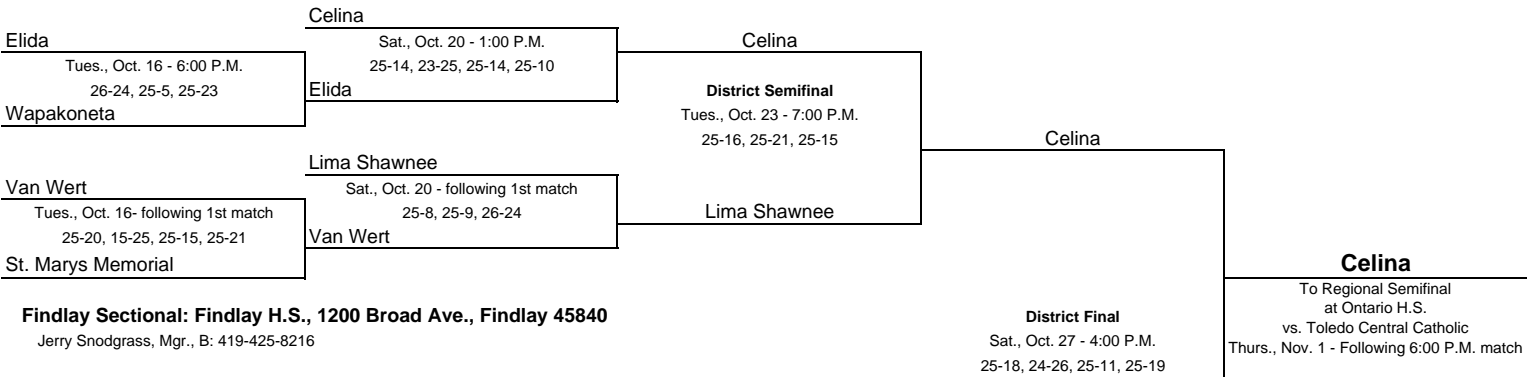 Celina
Elida
Sat., Oct. 20 - 1:00 P.M.
Celina
Tues., Oct. 16 - 6:00 P.M.
25-14, 23-25, 25-14, 25-10
26-24, 25-5, 25-23
Elida
District Semifinal
Wapakoneta
Tues., Oct. 23 - 7:00 P.M.
25-16, 25-21, 25-15
Celina
Lima Shawnee
Van Wert
Sat., Oct. 20 - following 1st match
Tues., Oct. 16- following 1st match
25-8, 25-9, 26-24
Lima Shawnee
25-20, 15-25, 25-15, 25-21
Van Wert
St. Marys Memorial
Celina
To Regional Semifinal
at Ontario H.S.
vs. Toledo Central Catholic
Thurs., Nov. 1 - Following 6:00 P.M. match
Findlay Sectional: Findlay H.S., 1200 Broad Ave., Findlay 45840
Jerry Snodgrass, Mgr., B: 419-425-8216
District Final
Sat., Oct. 27 - 4:00 P.M.
25-18, 24-26, 25-11, 25-19